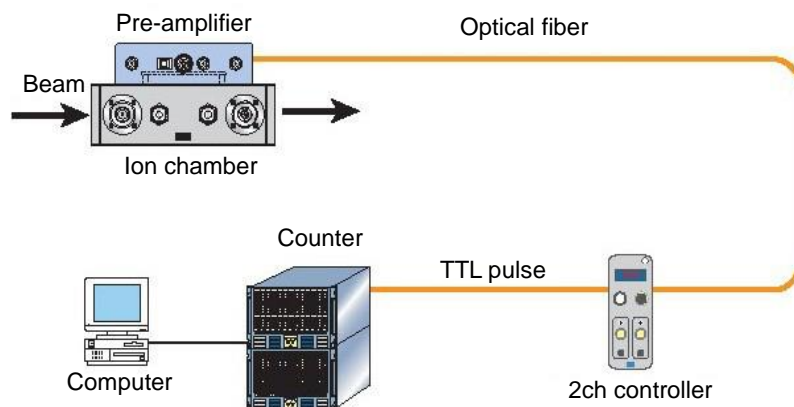 Pre-amplifier
Optical fiber
Beam
Ion chamber
Counter
TTL pulse
Computer
2ch controller